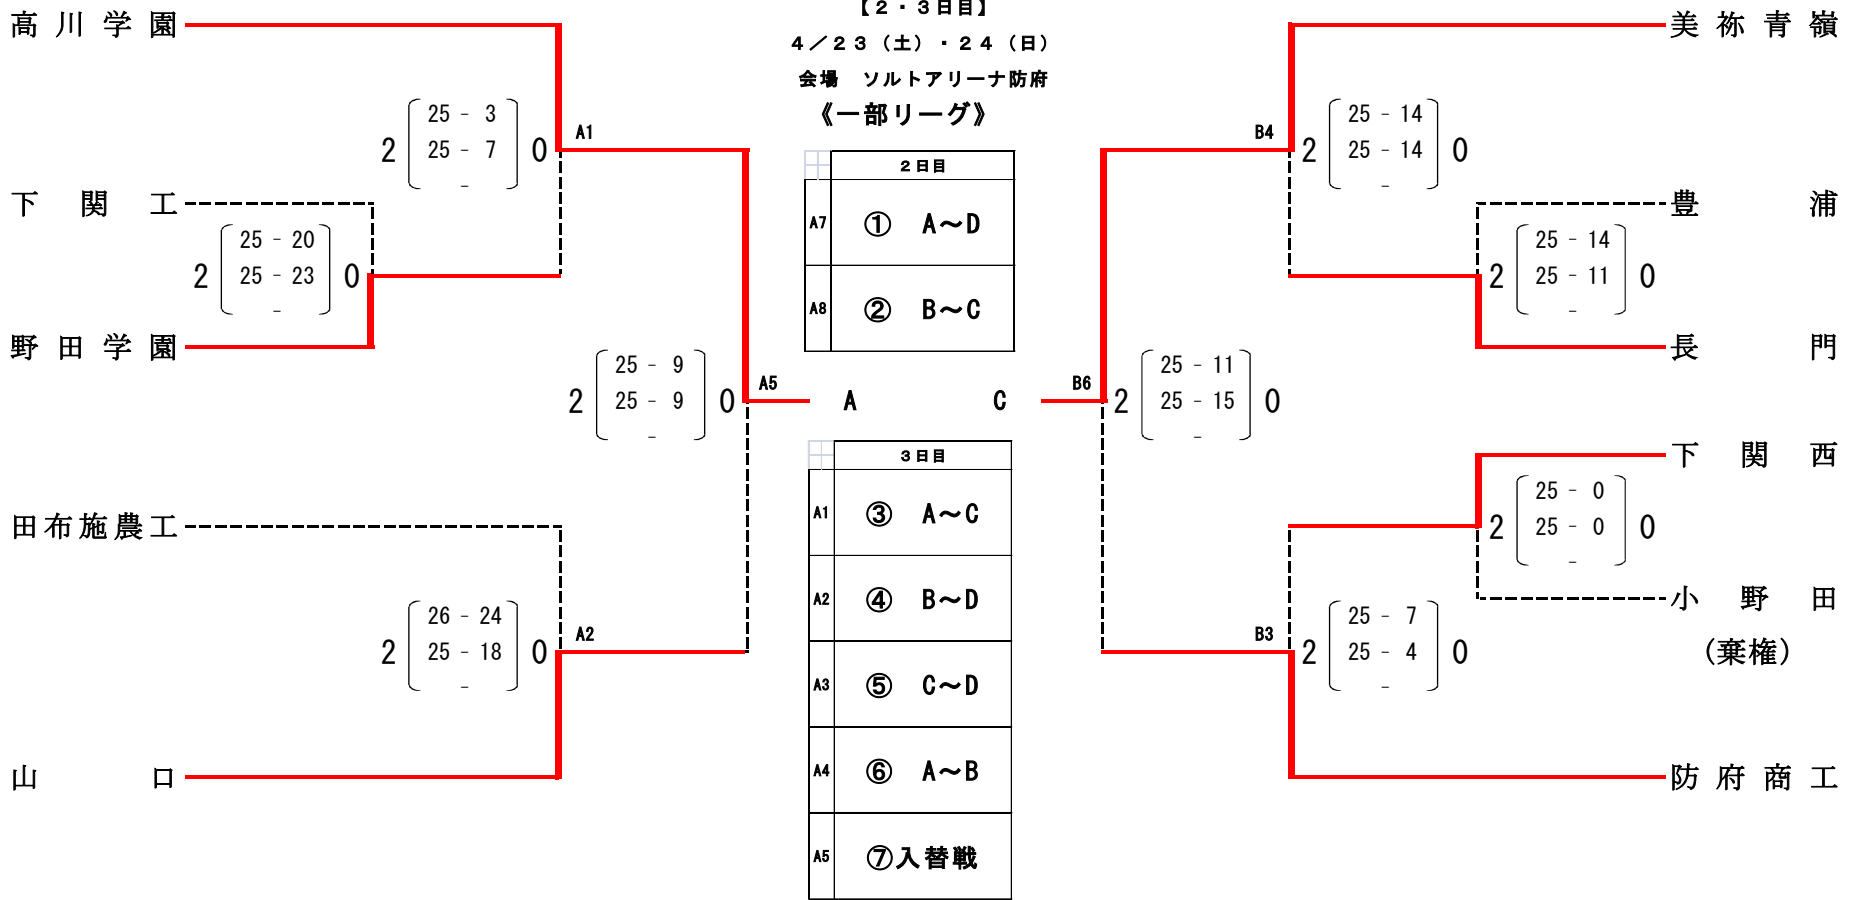 【２・３日目】
４／２３（土）・２４（日）
会場　ソルトアリーナ防府
《一部リーグ》
高川学園
下関工
野田学園
田布施農工
山口
2 25 - 20 0
25 - 23
-
2 25 - 3 0
25 - 7
-
A1
2 26 - 24 0
25 - 18
-
A2
2 25 - 9 0
25 - 9
-
A5
A
２日目
A7 ① A～D
A8 ② B～C
３日目
A1 ③ A～C
A2 ④ B～D
A3 ⑤ C～D
A4 ⑥ A～B
A5 ⑦入替戦
C
B6
2 25 - 11 0
25 - 15
-
B4
2 25 - 14 0
25 - 14
-
B3
2 25 - 7 0
25 - 4
-
2 25 - 14 0
25 - 11
-
2 25 - 0 0
25 - 0
-
美祢青嶺
豊浦
長門
下関西
小野田
（棄権）
防府商工